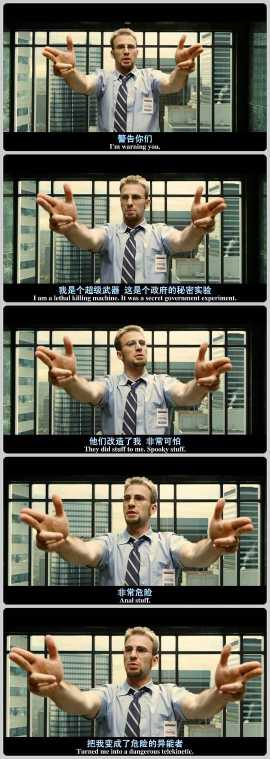 警告你们
I'm warning you.
我是个超级武器 这是个政府的秘密实验
I am a lethal killing machine. It was a secret government experiment.
他们改造了我 非常可怕
They did stuff to me. Spooky stuff.
非常危险
Anal stuff.
把我变成了危险的异能者
Turned me into a dangerous telekinetic.